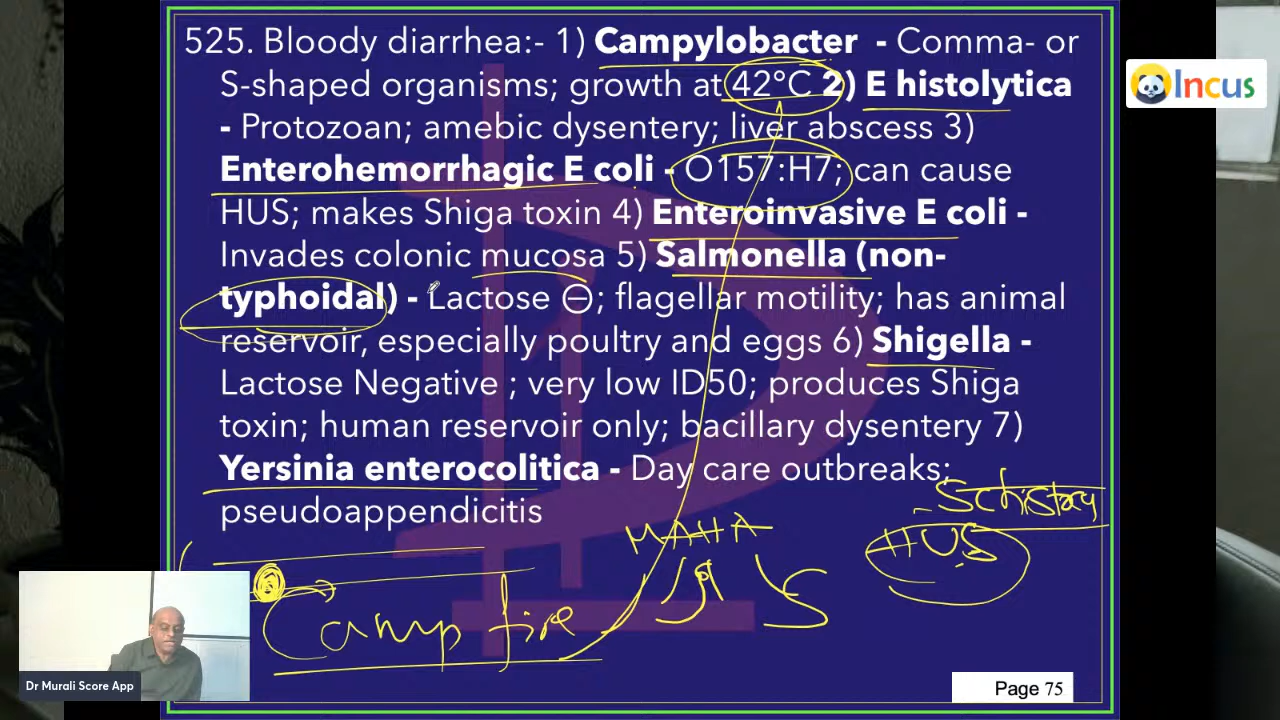 525. Bloody diarrhea:- 1) Campylobacter - Comma- or
S-shaped organisms; growth at 42°C 2) E histolytica
- Protozoan; amebic dysentery; liver abscess 3)
Enterohemorrhagic E coli - O157:H7; can cause
HUS; makes Shiga toxin 4) Enteroinvasive E coli -
Invades colonic mucosa 5) Salmonella (non-
typhoidal) - Lactose ⊖; flagellar motility; has animal
reservoir, especially poultry and eggs 6) Shigella -
Lactose Negative ; very low ID50; produces Shiga
toxin; human reservoir only; bacillary dysentery 7)
Yersinia enterocolitica - Day care outbreaks;
pseudoappendicitis
Incus
HUS
MAHA
Camp fire
Page 75
Dr Murali Score App